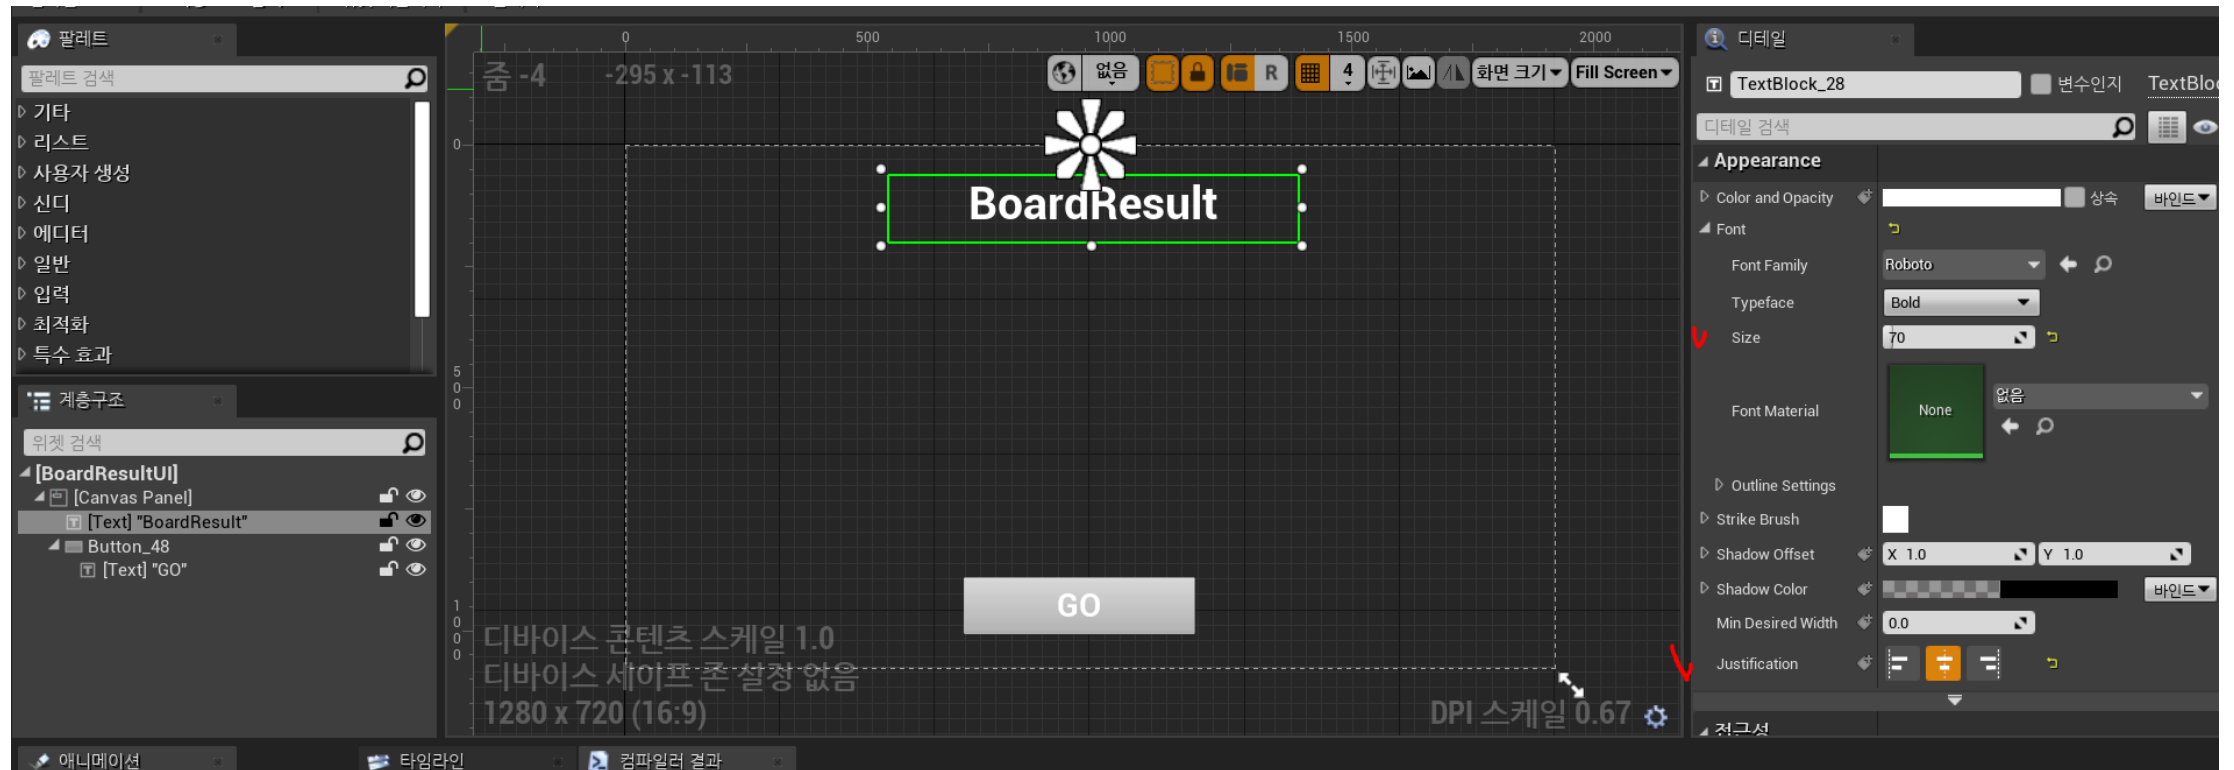 팔레트
팔레트 검색
기타
리스트
사용자 생성
신디
에디터
일반
입력
최적화
특수 효과
계층구조
위젯 검색
[BoardResultUI]
[Canvas Panel]
[Text] "BoardResult"
Button_48
[Text] "GO"
애니메이션
타임라인
컴파일러 결과
0 500 1000 1500 2000
줌 -4
-295 x -113
없음
R
4
화면 크기
Fill Screen
0
500
1000
BoardResult
GO
디바이스 콘텐츠 스케일 1.0
디바이스 세이프 존 설정 없음
1280 x 720 (16:9)
DPI 스케일 0.67
디테일
TextBlock_28
변수인지
TextBloc
디테일 검색
Appearance
Color and Opacity
상속
바인드
Font
Font Family
Roboto
Typeface
Bold
Size
70
Font Material
None
없음
Outline Settings
Strike Brush
Shadow Offset
X 1.0
Y 1.0
Shadow Color
바인드
Min Desired Width
0.0
Justification
접근성